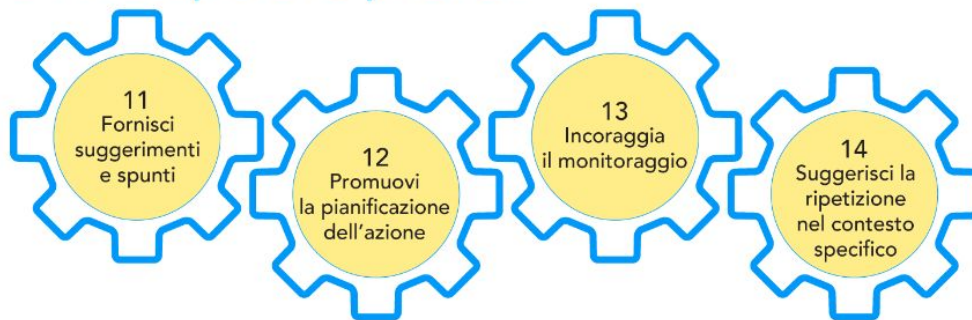 11
Fornisci
suggerimenti
e spunti
12
Promuovi
la pianificazione
dell'azione
13
Incoraggia
il monitoraggio
14
Suggerisci la
ripetizione
nel contesto
specifico